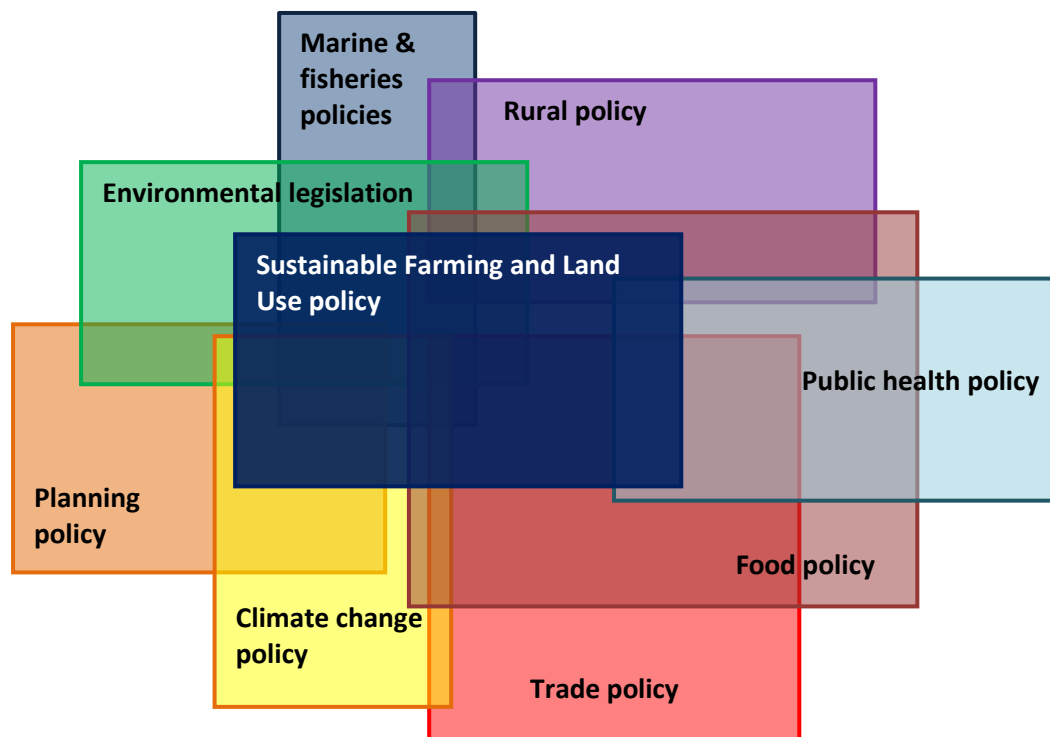 Marine &
fisheries
policies
Rural policy
Environmental legislation
Sustainable Farming and Land
Use policy
Public health policy
Planning
policy
Food policy
Climate change
policy
Trade policy